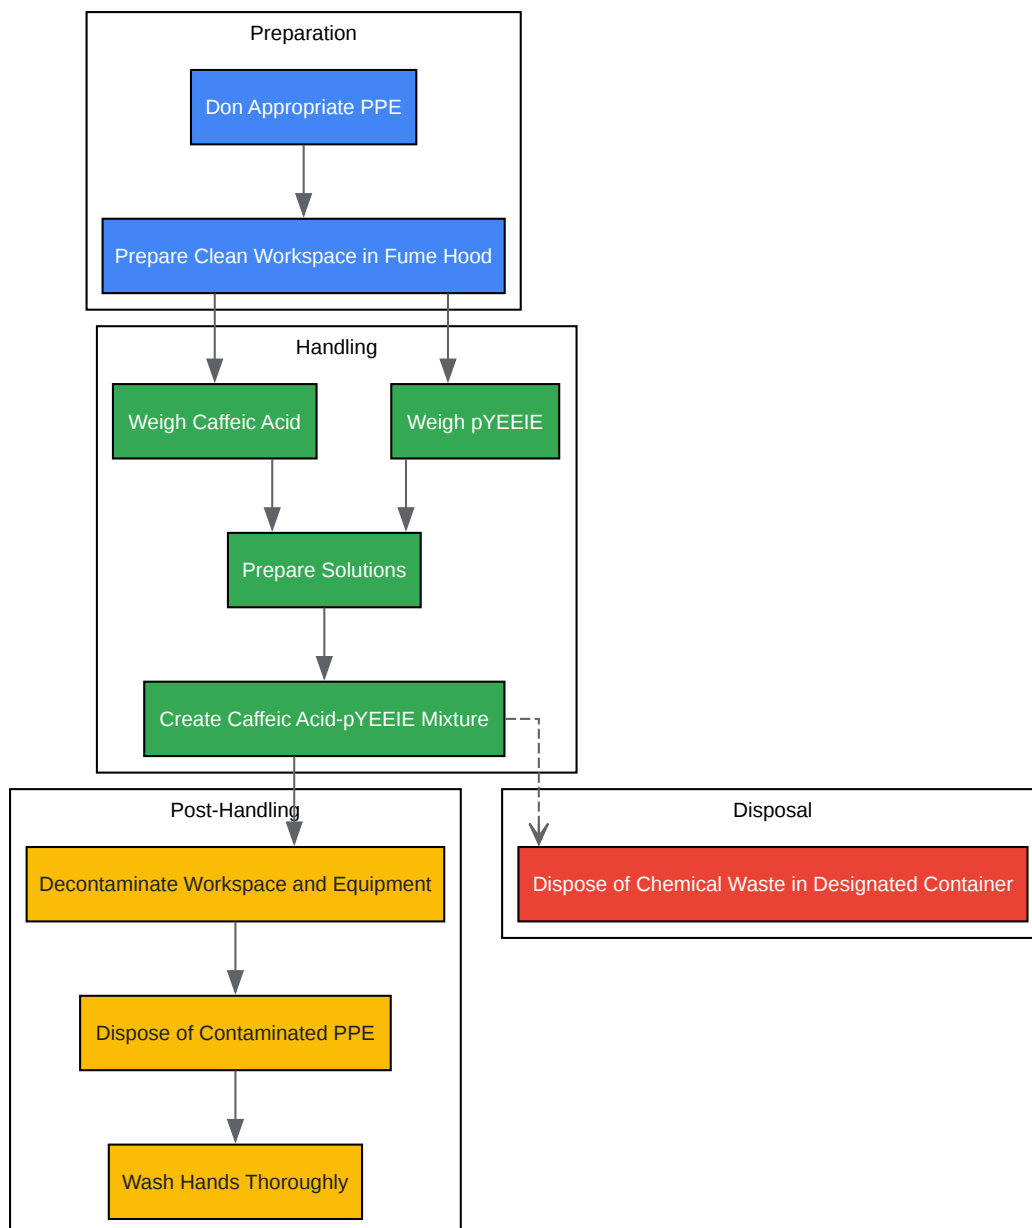 Preparation
Don Appropriate PPE
Prepare Clean Workspace in Fume Hood
Handling
Weigh Caffeic Acid
Weigh pYEEIE
Prepare Solutions
Create Caffeic Acid-pYEEIE Mixture
Post-Handling
Disposal
Decontaminate Workspace and Equipment
Dispose of Chemical Waste in Designated Container
Dispose of Contaminated PPE
Wash Hands Thoroughly